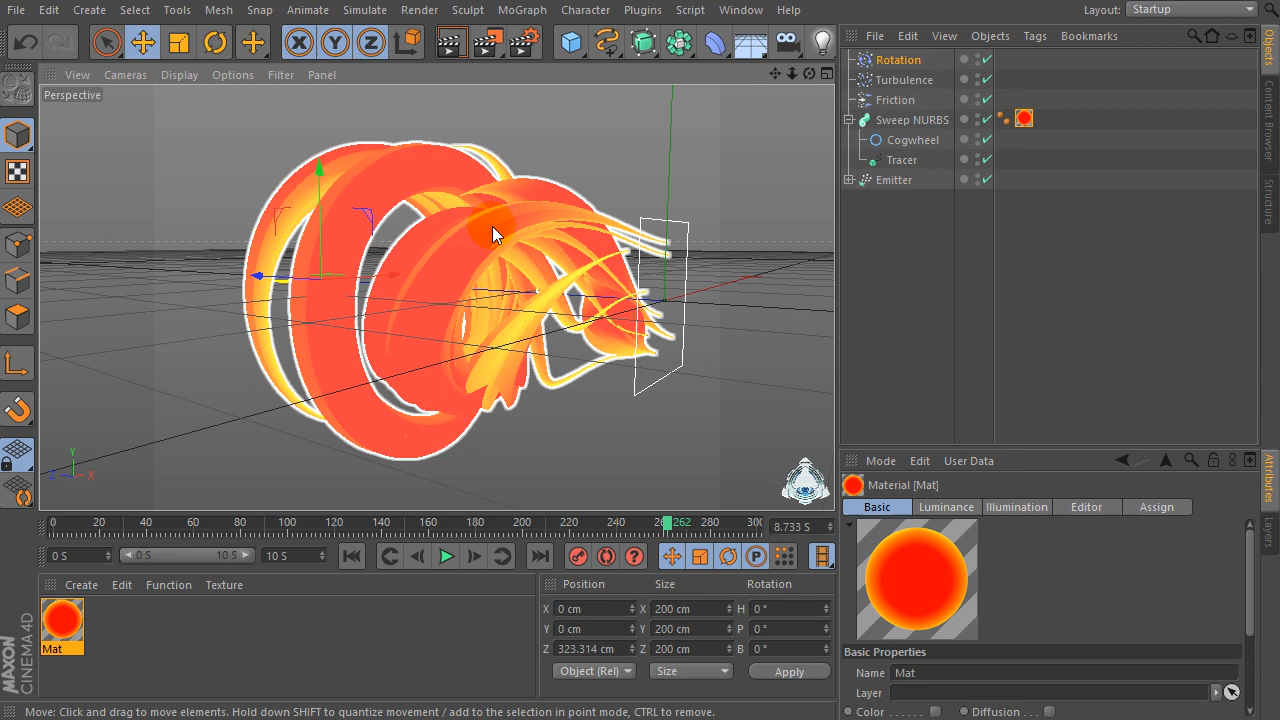 File Edit Create Select Tools Mesh Snap Animate Simulate Render Sculpt MoGraph Character Plugins Script Window Help Layout: Startup
View Cameras Display Options Filter Panel
Perspective
File Edit View Objects Tags Bookmarks
Rotation
Turbulence
Friction
Sweep NURBS
Cogwheel
Tracer
Emitter
Objects
Content Browser
Structure
Y
Z X
0 20 40 60 80 100 120 140 160 180 200 220 240 262 280 8.733 S
0 S 0 S 10 S 10 S
Create Edit Function Texture
Mat
MAXON
CINEMA 4D
Position Size Rotation
X 0 cm X 200 cm H 0 °
Y 0 cm Y 200 cm P 0 °
Z 323.314 cm Z 200 cm B 0 °
Object (Rel) Size Apply
Mode Edit User Data
Material [Mat]
Basic Luminance Illumination Editor Assign
Basic Properties
Name Mat
Layer
Color Diffusion
Attributes
Layers
Move: Click and drag to move elements. Hold down SHIFT to quantize movement / add to the selection in point mode, CTRL to remove.